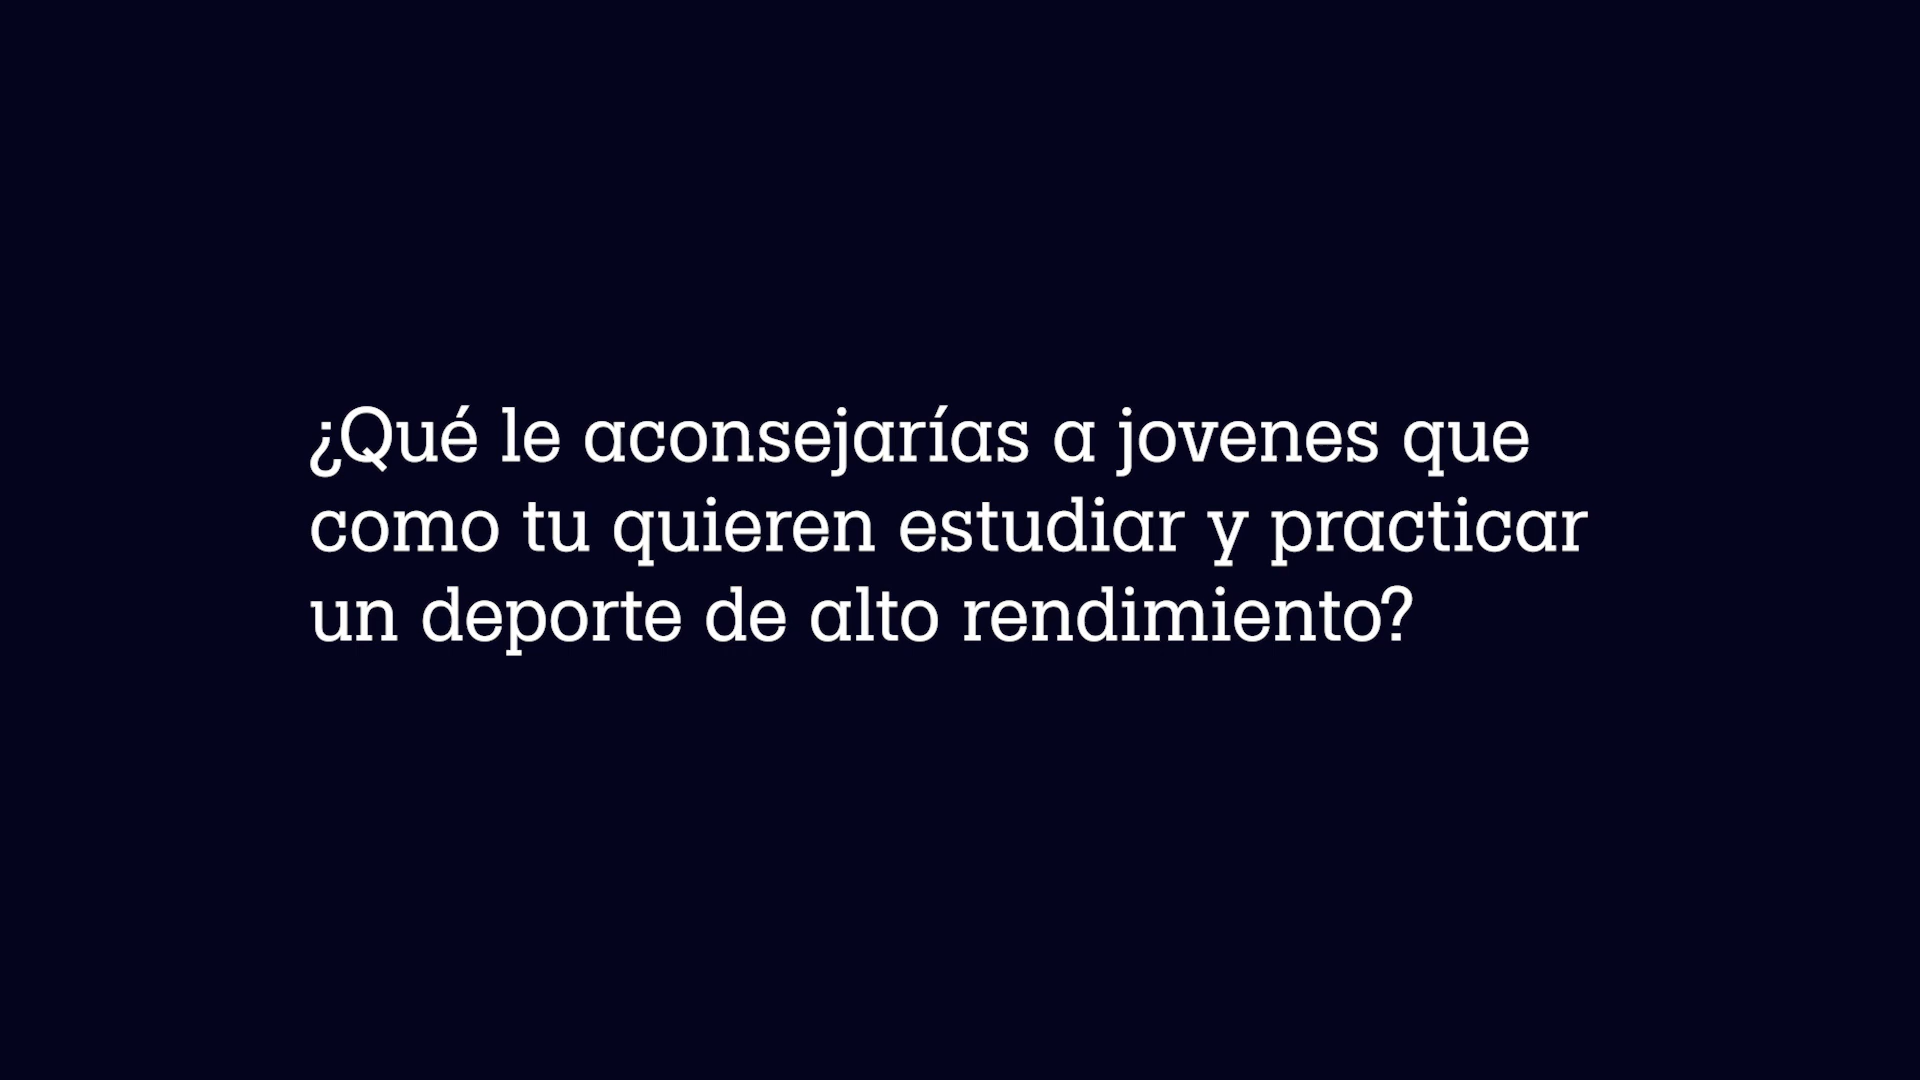 ¿Qué le aconsejarías a jovenes que
como tu quieren estudiar y practicar
un deporte de alto rendimiento?